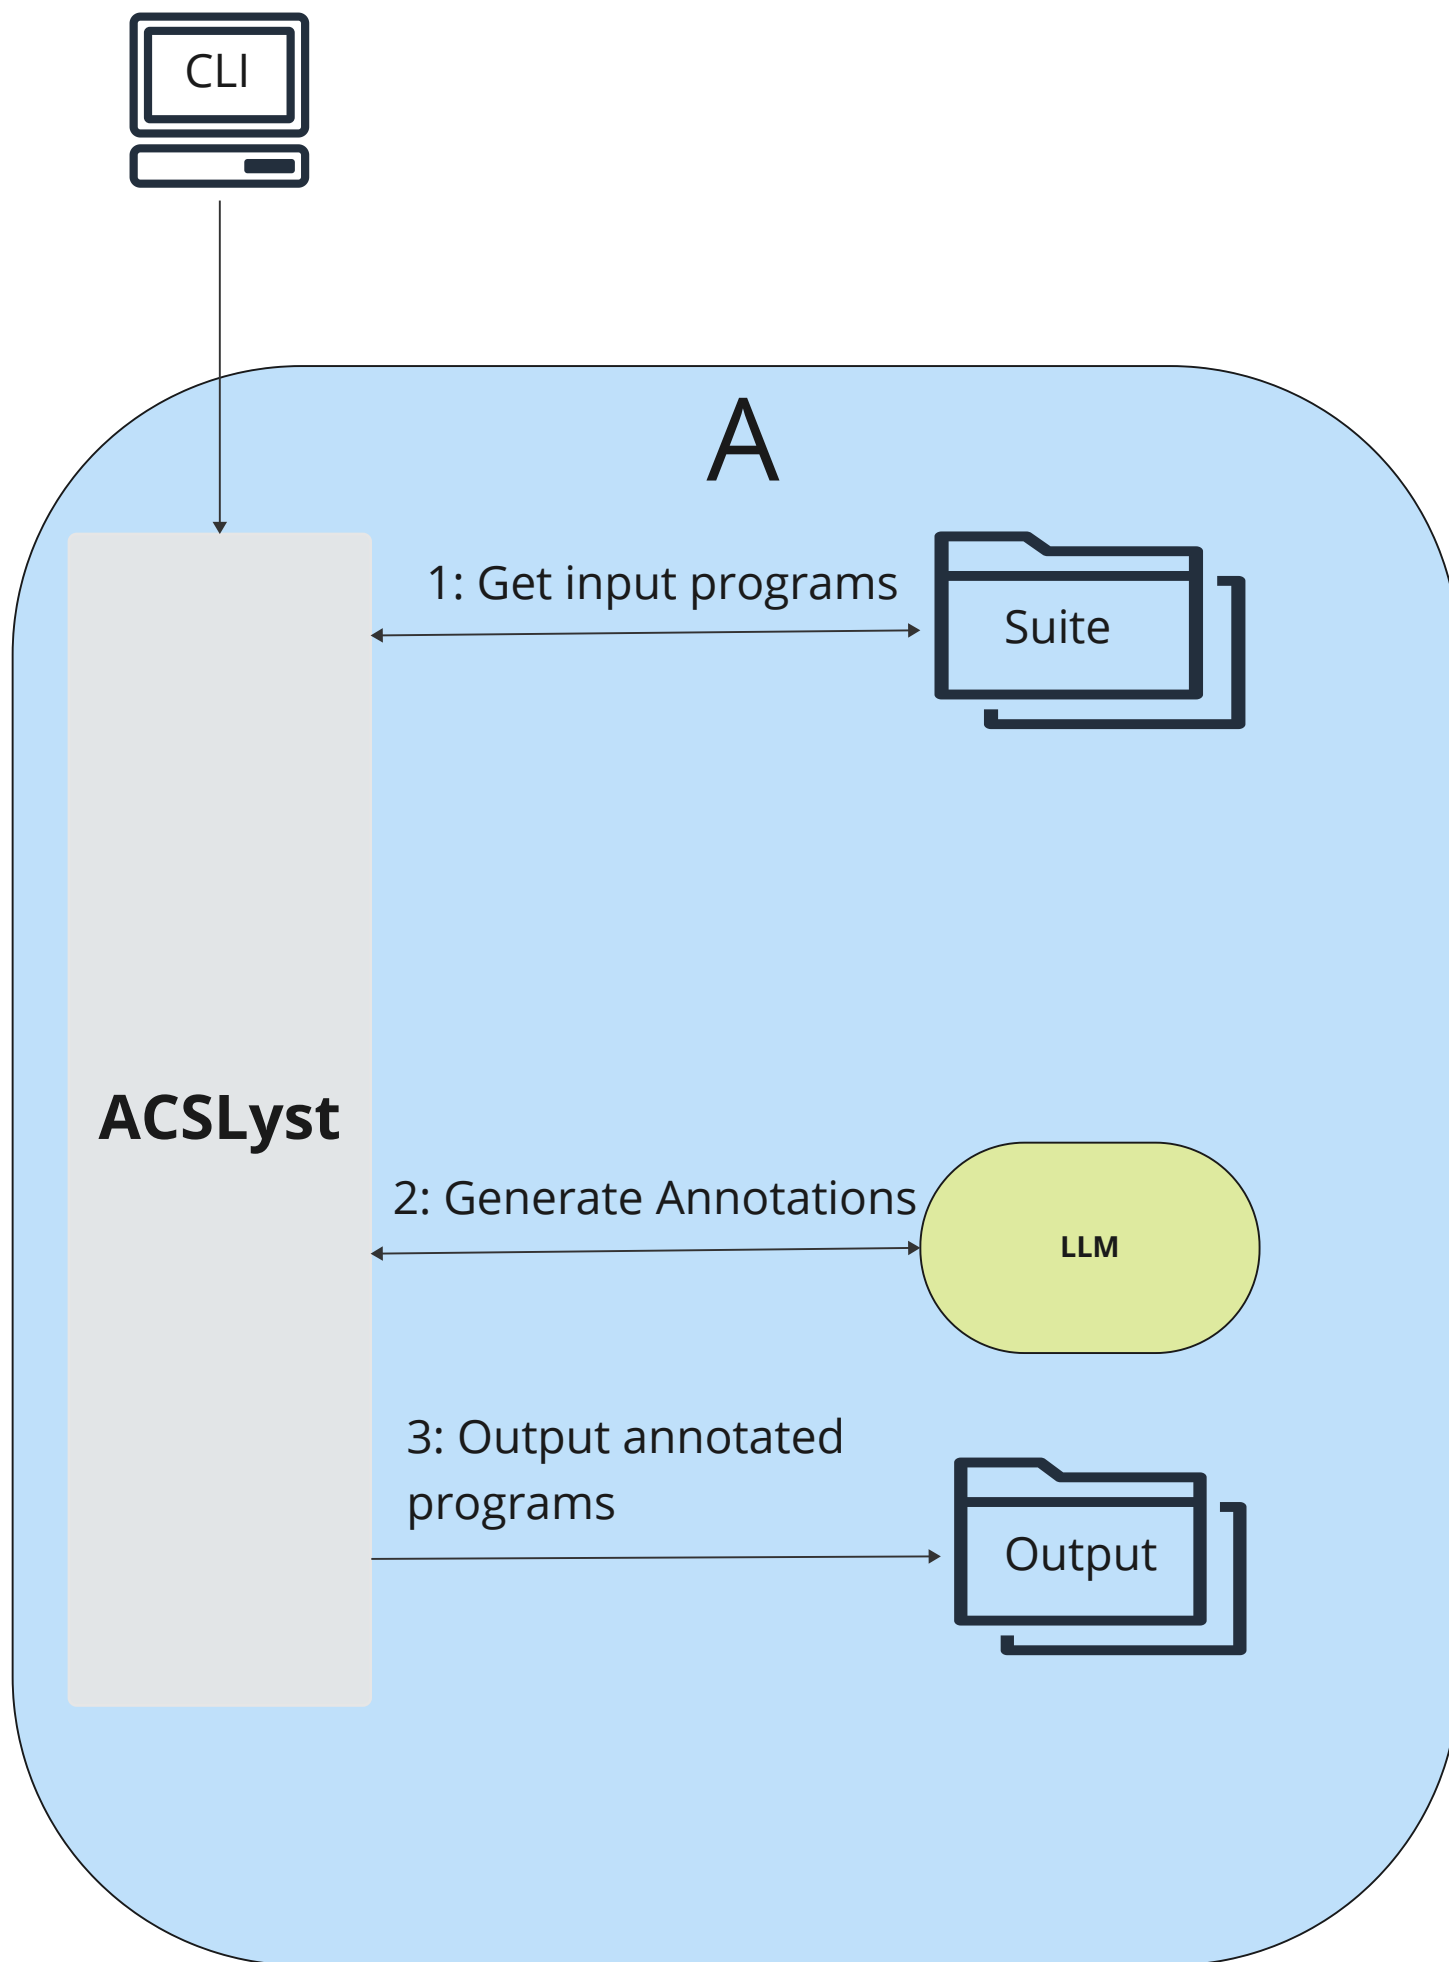 CLI
A
1: Get input programs
Suite
ACSLyst
2: Generate Annotations
LLM
3: Output annotated
programs
Output